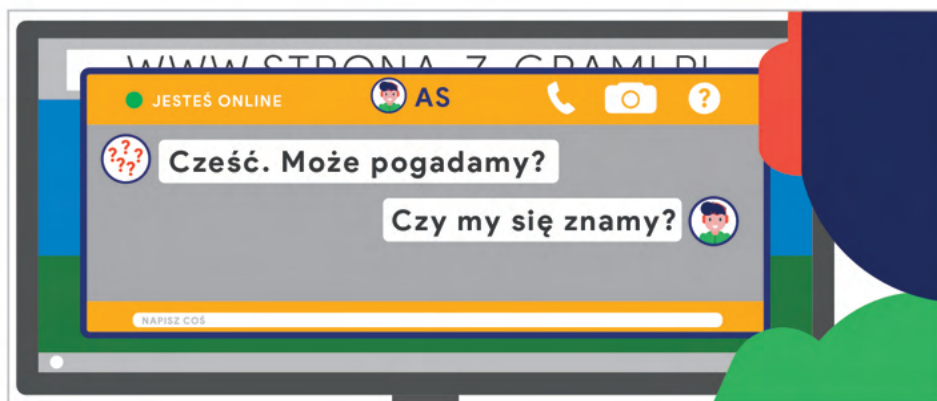 WWW.STRONA_Z_GRAMI.PL
JESTEŚ ONLINE
AS
?
?????
Cześć. Może pogadamy?
Czy my się znamy?
NAPISZ COŚ